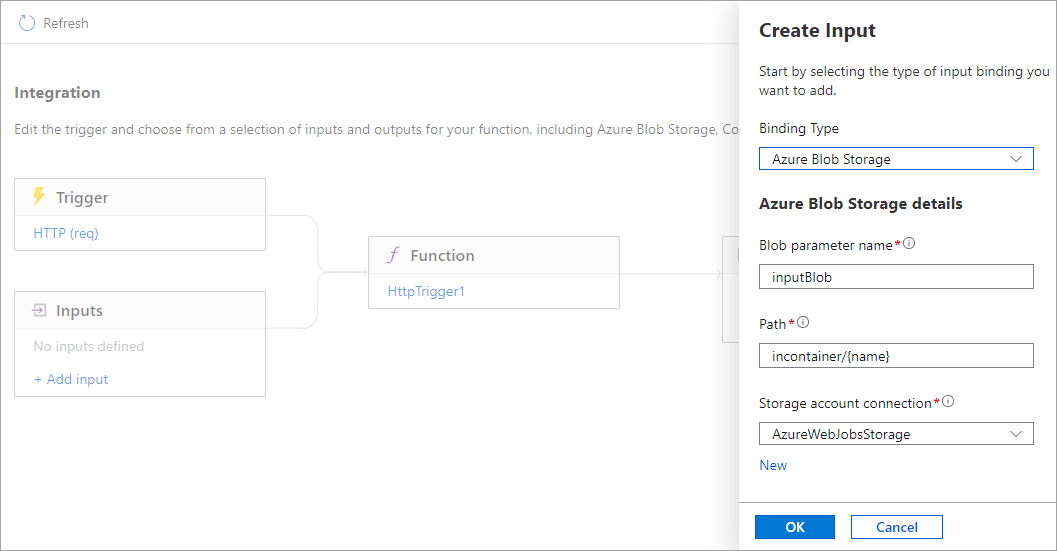 Refresh
Integration
Edit the trigger and choose from a selection of inputs and outputs for your function, including Azure Blob Storage, Co
Trigger
HTTP (req)
Inputs
No inputs defined
+ Add input
Function
HttpTrigger1
Create Input
Start by selecting the type of input binding you
want to add.
Binding Type
Azure Blob Storage
Azure Blob Storage details
Blob parameter name*
inputBlob
Path*
incontainer/{name}
Storage account connection*
AzureWebJobsStorage
New
OK
Cancel